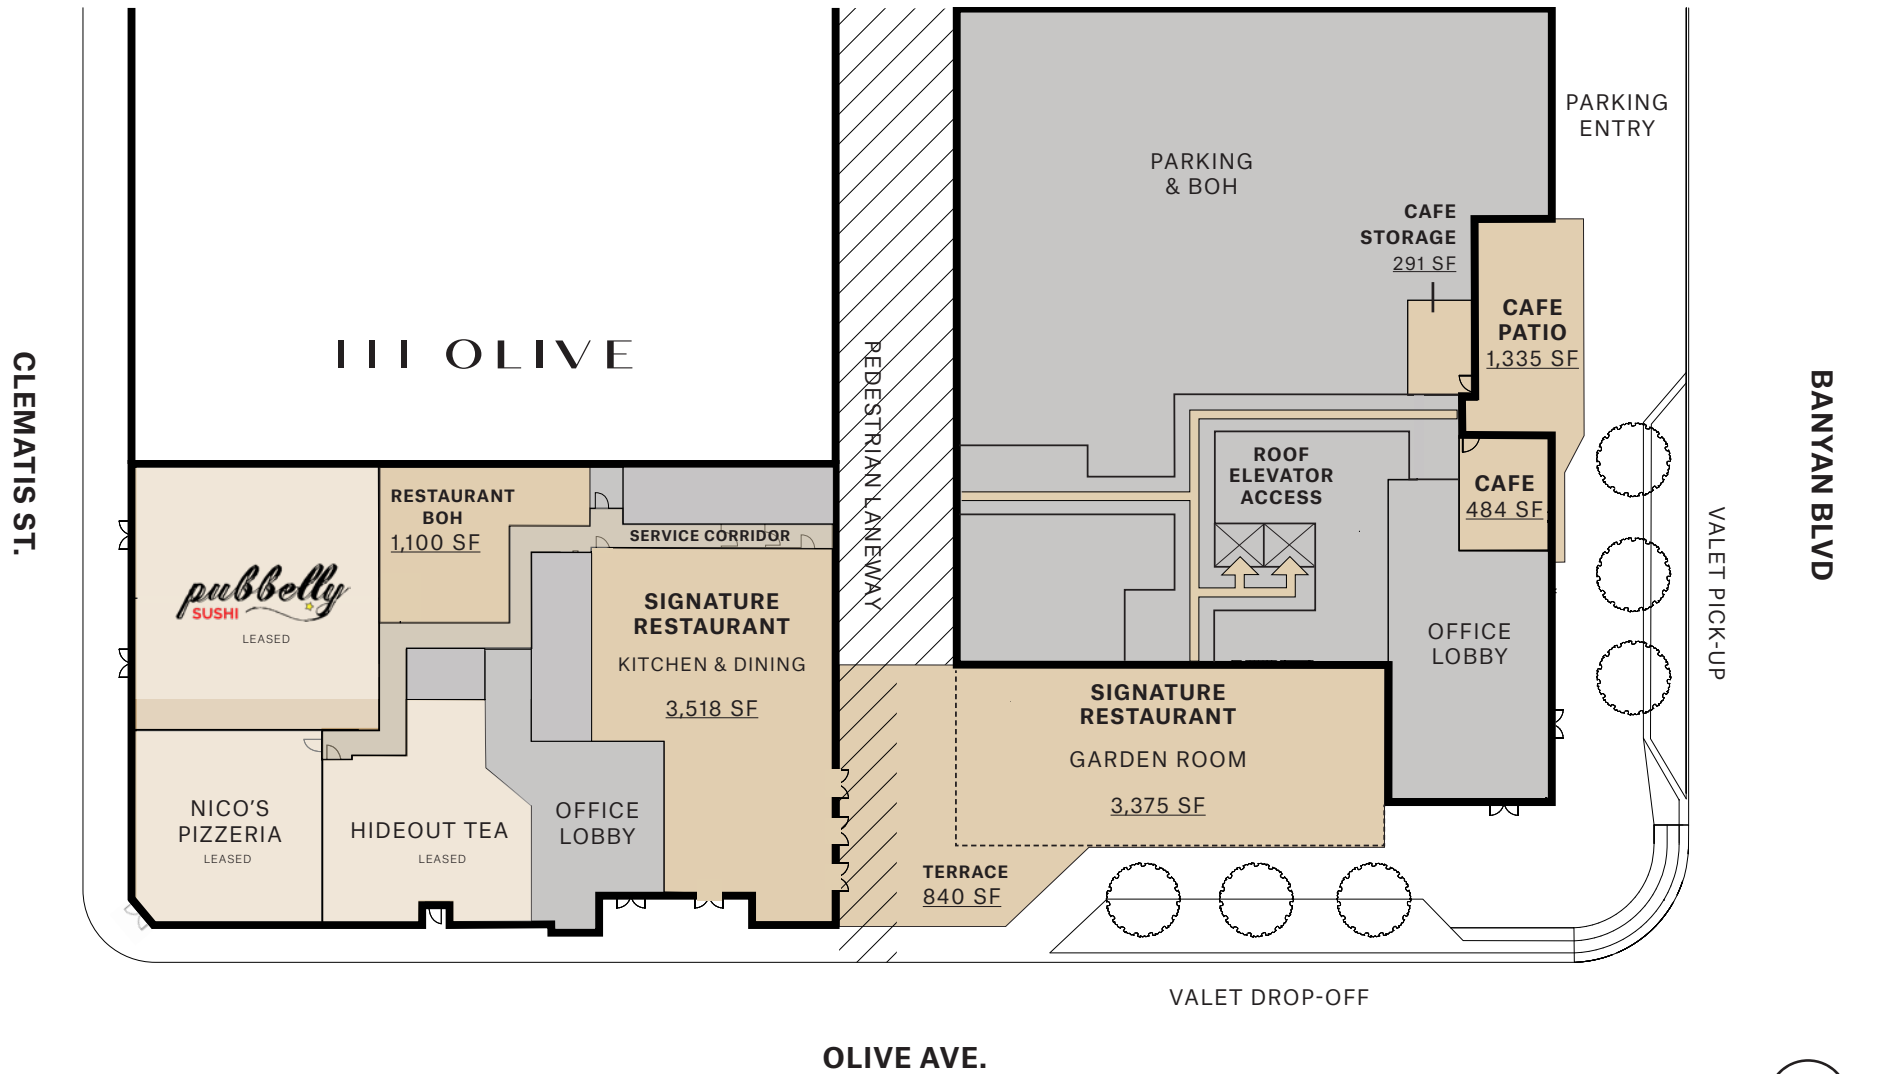 PARKING
ENTRY
PARKING
& BOH
CAFE
STORAGE
291 SF
CAFE
PATIO
1,335 SF
III OLIVE
PEDESTRIAN LANEWAY
CLEMATIS ST.
BANYAN BLVD
ROOF
ELEVATOR
ACCESS
CAFE
484 SF
RESTAURANT
BOH
1,100 SF
SERVICE CORRIDOR
VALET PICK-UP
pubbelly
SUSHI
LEASED
SIGNATURE
RESTAURANT
KITCHEN & DINING
3,518 SF
OFFICE
LOBBY
SIGNATURE
RESTAURANT
GARDEN ROOM
3,375 SF
NICO'S
PIZZERIA
LEASED
HIDEOUT TEA
LEASED
OFFICE
LOBBY
TERRACE
840 SF
VALET DROP-OFF
OLIVE AVE.